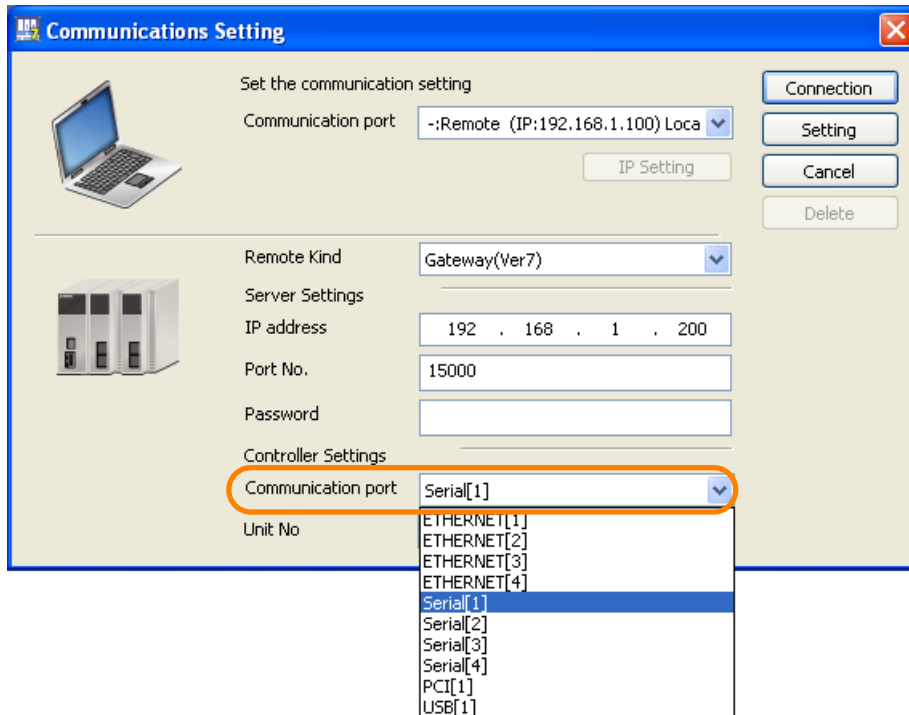 Communications Setting
Set the communication setting
Communication port -:Remote (IP:192.168.1.100) Loca
IP Setting
Connection
Setting
Cancel
Delete
Remote Kind Gateway(Ver7)
Server Settings
IP address 192 . 168 . 1 . 200
Port No. 15000
Password
Controller Settings
Communication port Serial[1]
Unit No
ETHERNET[1]
ETHERNET[2]
ETHERNET[3]
ETHERNET[4]
Serial[1]
Serial[2]
Serial[3]
Serial[4]
PCI[1]
USB[1]